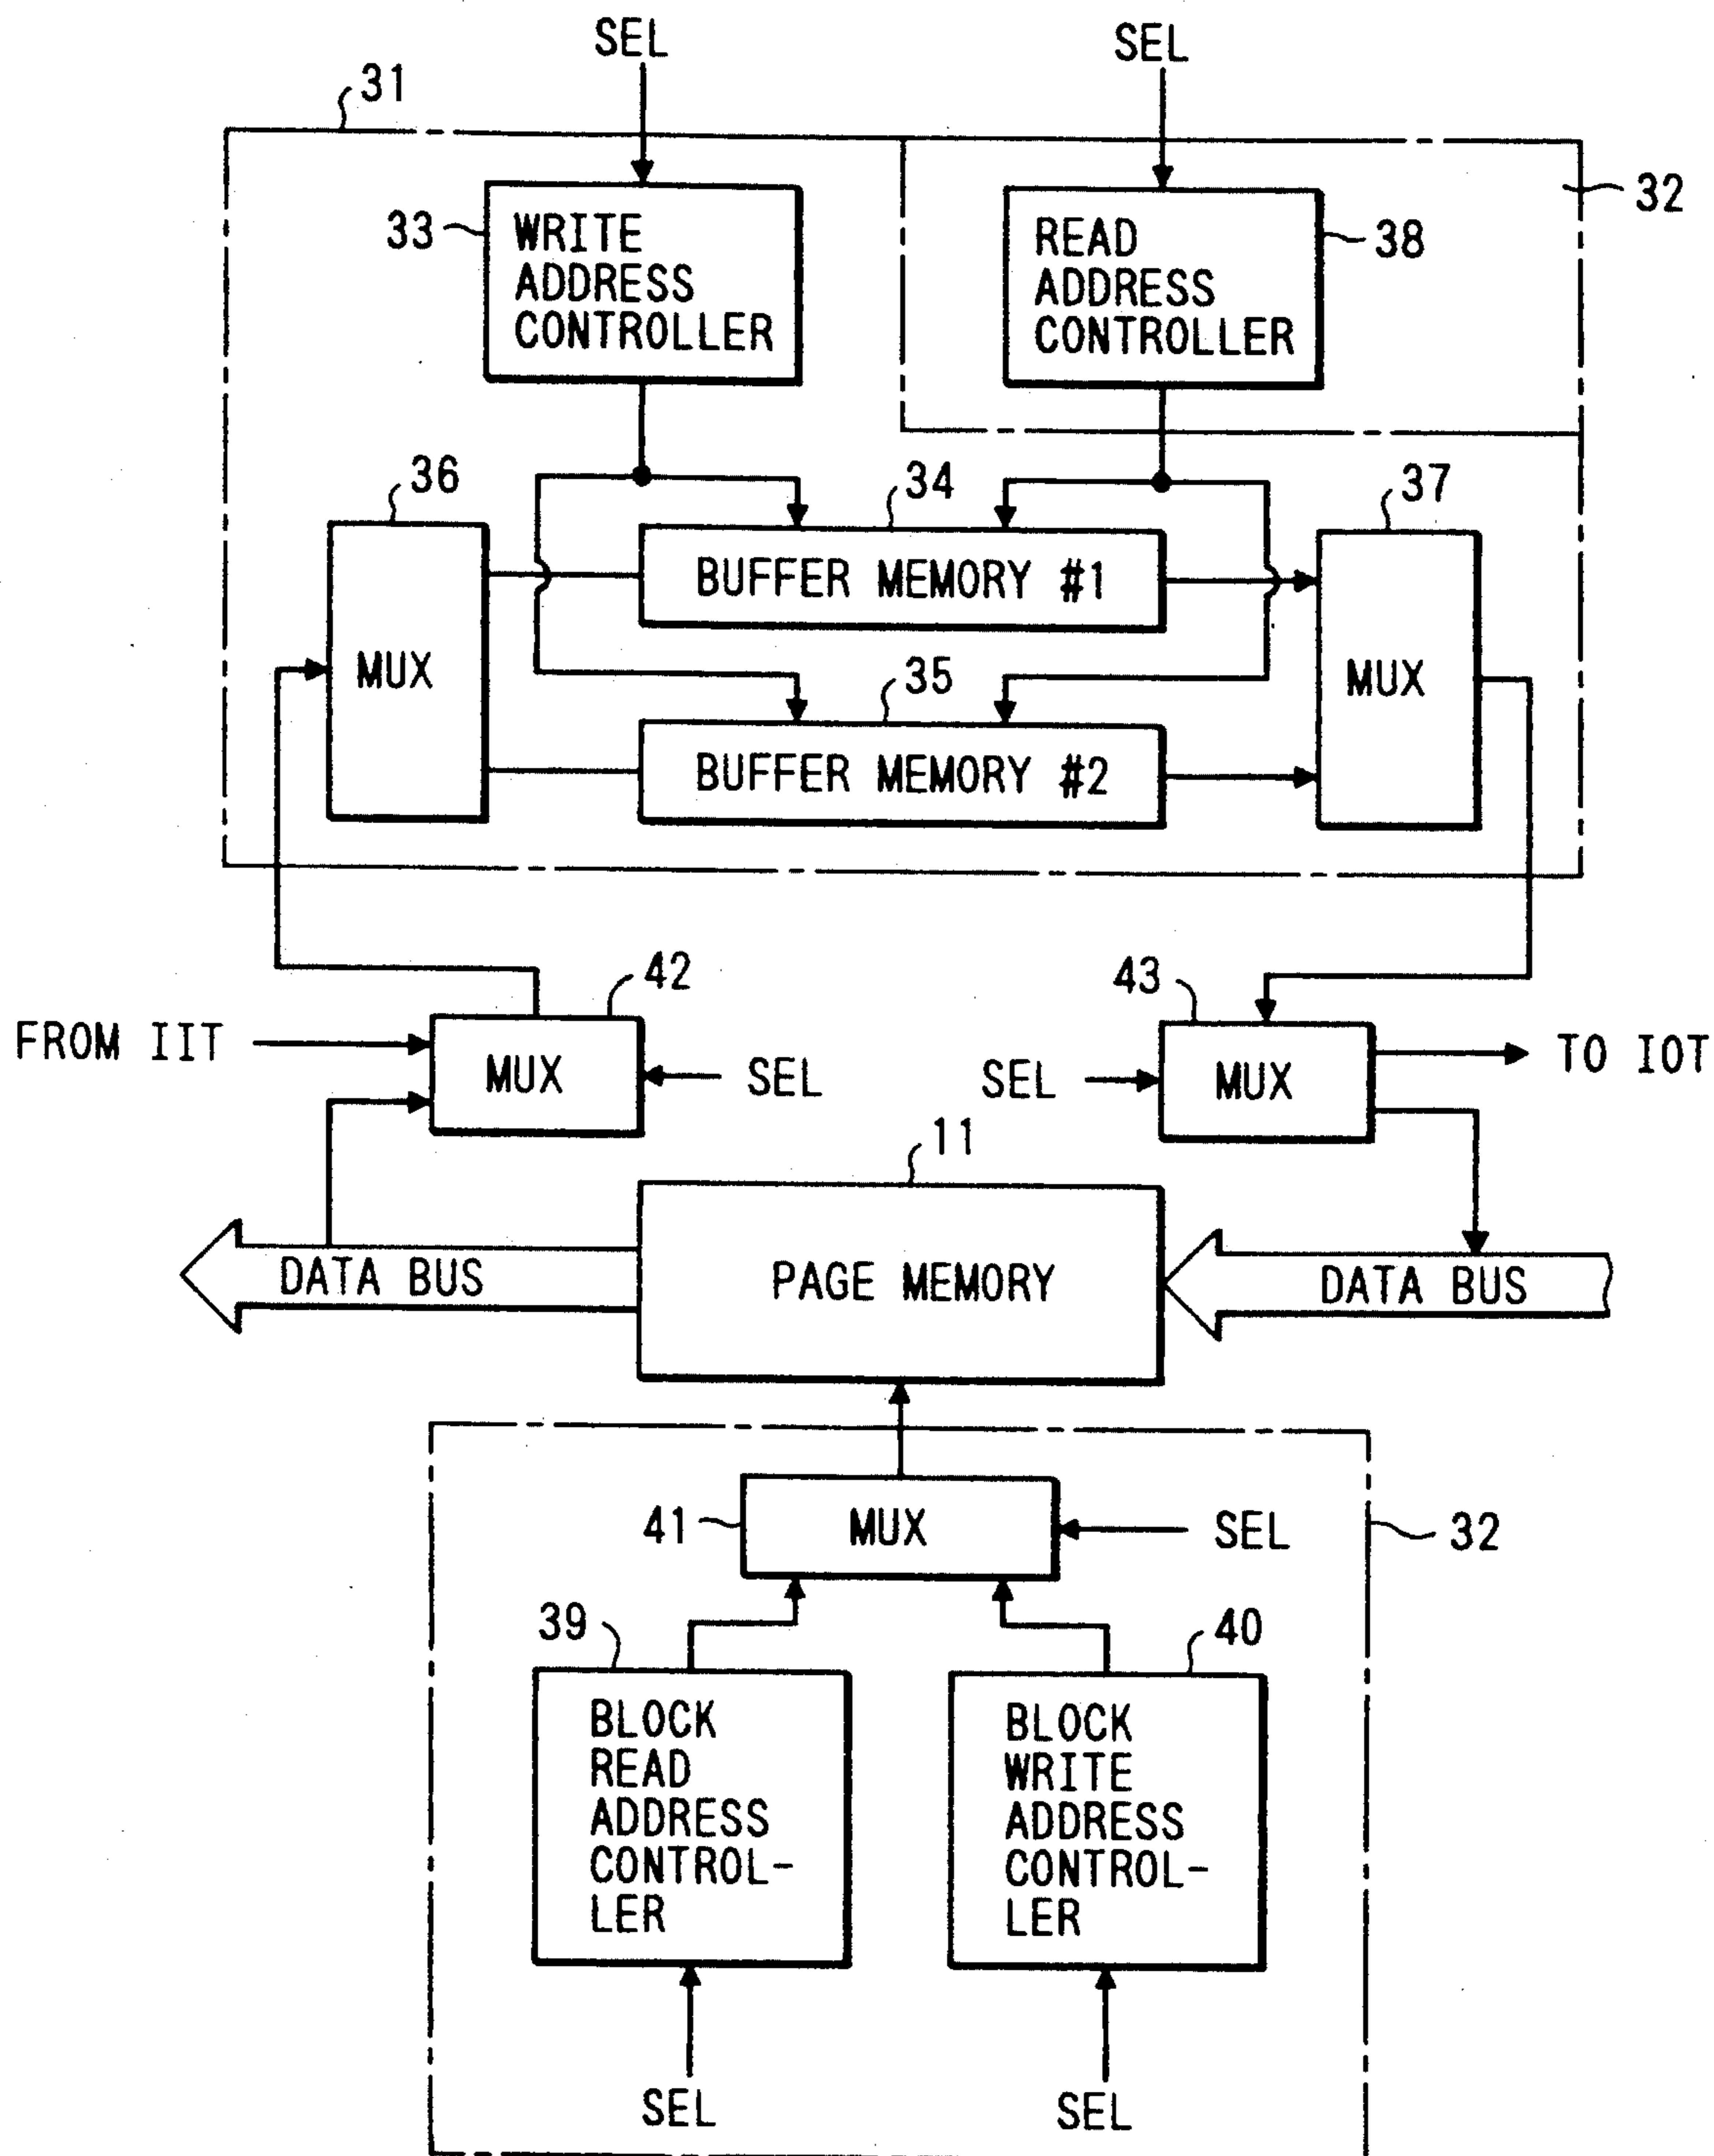 SEL
SEL
31
32
33
WRITE
ADDRESS
CONTROLLER
READ
ADDRESS
CONTROLLER
38
36
34
37
BUFFER MEMORY #1
MUX
35
MUX
BUFFER MEMORY #2
42
43
FROM IIT
MUX
SEL
SEL
MUX
TO IOT
11
DATA BUS
PAGE MEMORY
DATA BUS
41
MUX
SEL
32
39
40
BLOCK
READ
ADDRESS
CONTROL-
LER
BLOCK
WRITE
ADDRESS
CONTROL-
LER
SEL
SEL